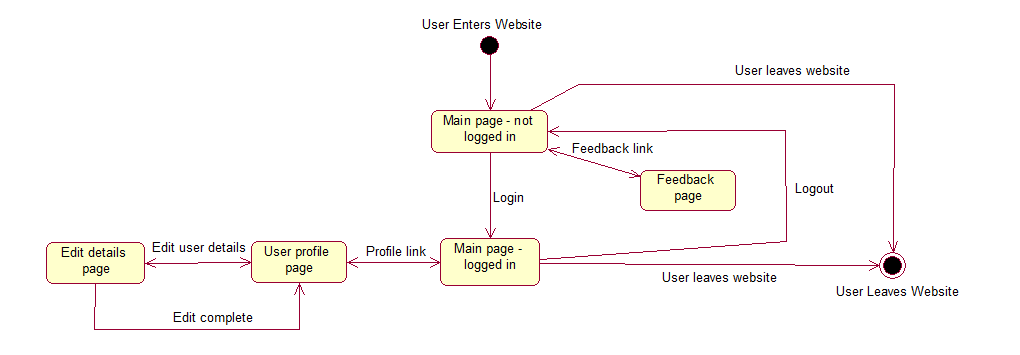 User Enters Website
User leaves website
Main page - not
logged in
Feedback link
Feedback
page
Logout
Login
Edit details
page
Edit user details
User profile
page
Profile link
Main page -
logged in
User leaves website
User Leaves Website
Edit complete